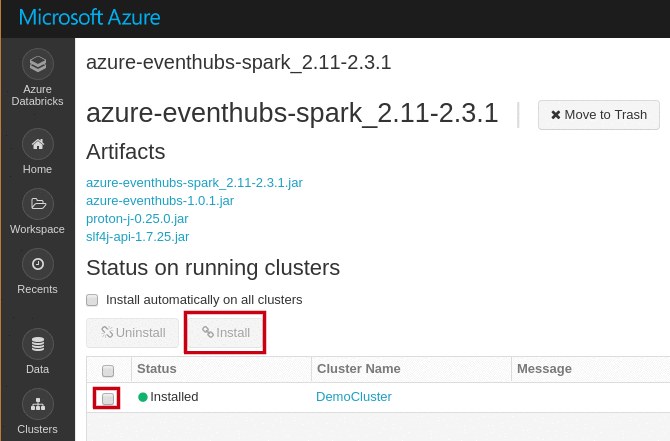 Microsoft Azure
Azure
Databricks
Home
Workspace
Recents
Data
Clusters
azure-eventhubs-spark_2.11-2.3.1
azure-eventhubs-spark_2.11-2.3.1
Move to Trash
Artifacts
azure-eventhubs-spark_2.11-2.3.1.jar
azure-eventhubs-1.0.1.jar
proton-j-0.25.0.jar
slf4j-api-1.7.25.jar
Status on running clusters
Install automatically on all clusters
Uninstall Install
Status Cluster Name Message
Installed DemoCluster